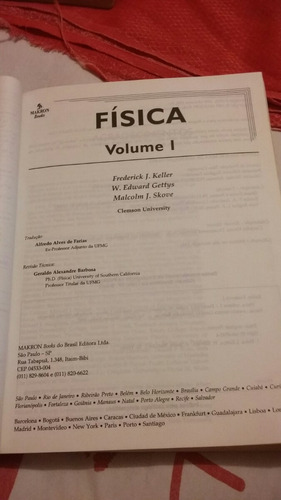 MAKRON
Books
FÍSICA
Volume I
Frederick J. Keller
W. Edward Gettys
Malcolm J. Skove
Clemson University
Tradução
Alfredo Alves de Farias
Ex-Professor Adjunto da UFMG
Revisão Técnica
Geraldo Alexandre Barbosa
Ph.D. (Física) University of Southern California
Professor Titular da UFMG
MAKRON Books do Brasil Editora Ltda.
São Paulo - SP
Rua Tabapuã, 1.348, Itaim-Bibi
CEP 04533-004
(011) 829-8604 e (011) 820-6622
São Paulo • Rio de Janeiro • Ribeirão Preto • Belém • Belo Horizonte • Brasília • Campo Grande • Cuiabá • Curi
Florianópolis • Fortaleza • Goiânia • Manaus • Natal • Porto Alegre • Recife • Salvador
Barcelona • Bogotá • Buenos Aires • Caracas • Ciudad de México • Frankfurt • Guadalajara • Lisboa • Lo
Madrid • Montevideo • New York • Paris • Porto • Santiago